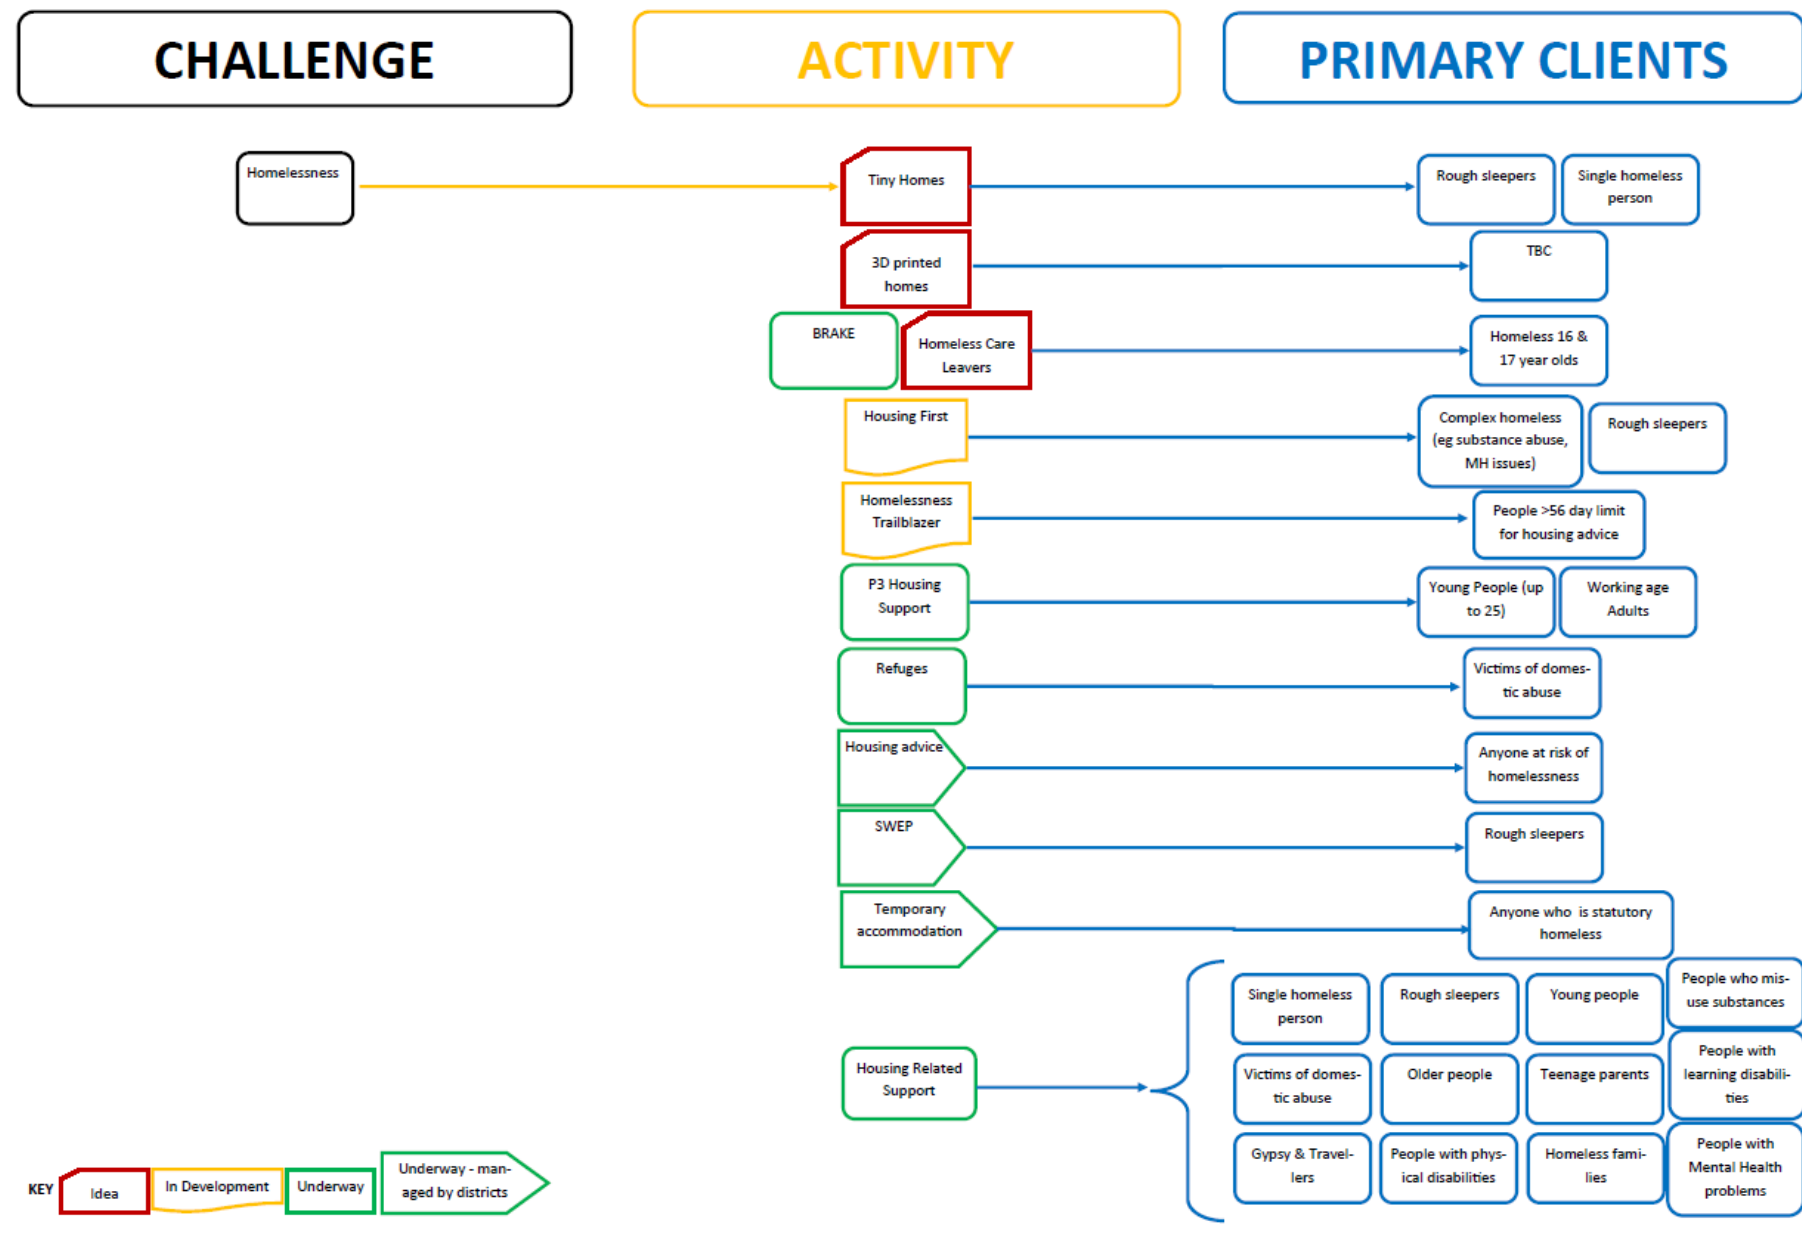 CHALLENGE
ACTIVITY
PRIMARY CLIENTS
Homelessness
Tiny Homes
Rough sleepers
Single homeless
person
3D printed
homes
TBC
BRAKE
Homeless Care
Leavers
Homeless 16 &
17 year olds
Housing First
Complex homeless
(eg substance abuse,
MH issues)
Rough sleepers
Homelessness
Trailblazer
People >56 day limit
for housing advice
P3 Housing
Support
Young People (up
to 25)
Working age
Adults
Refuges
Victims of domes-
tic abuse
Housing advice
Anyone at risk of
homelessness
SWEP
Rough sleepers
Temporary
accommodation
Anyone who  is statutory
homeless
Housing Related
Support
Single homeless
person
Rough sleepers
Young people
People who mis-
use substances
Victims of domes-
tic abuse
Older people
Teenage parents
People with
learning disabili-
ties
Gypsy & Travel-
lers
People with phys-
ical disabilities
Homeless fami-
lies
People with
Mental Health
problems
KEY
Idea
In Development
Underway
Underway - man-
aged by districts